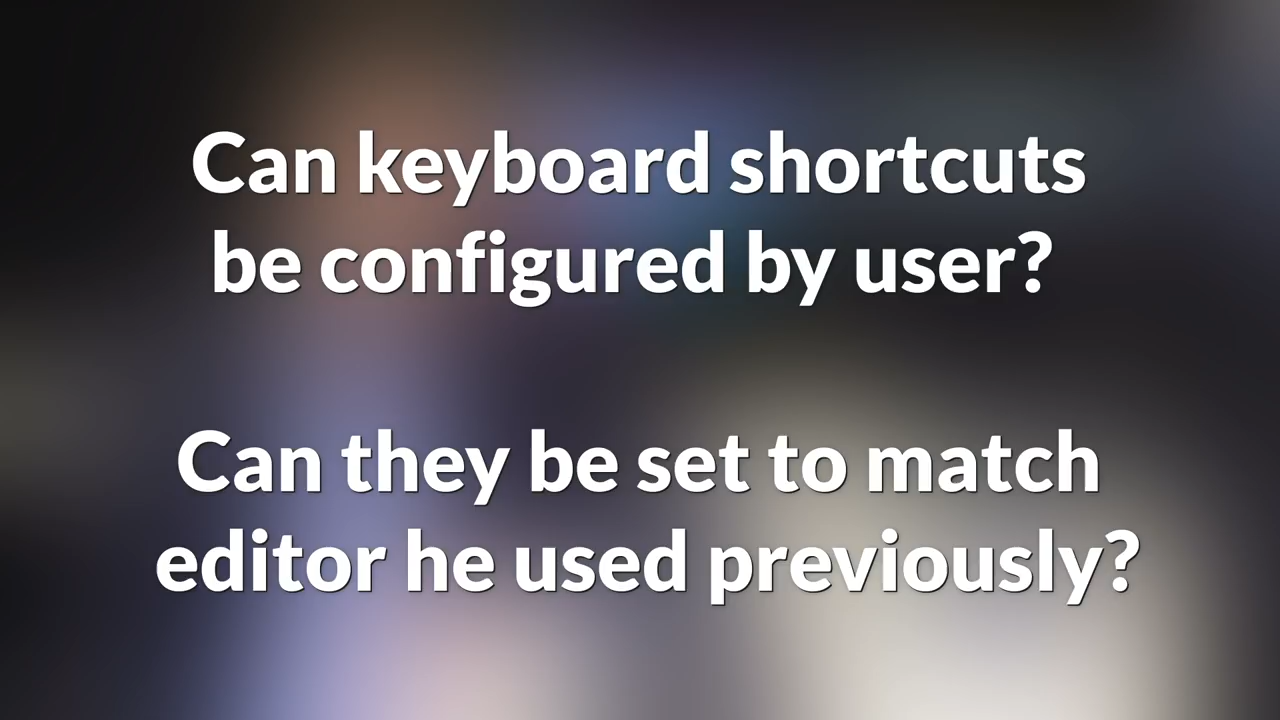 Can keyboard shortcuts
be configured by user?
Can they be set to match
editor he used previously?